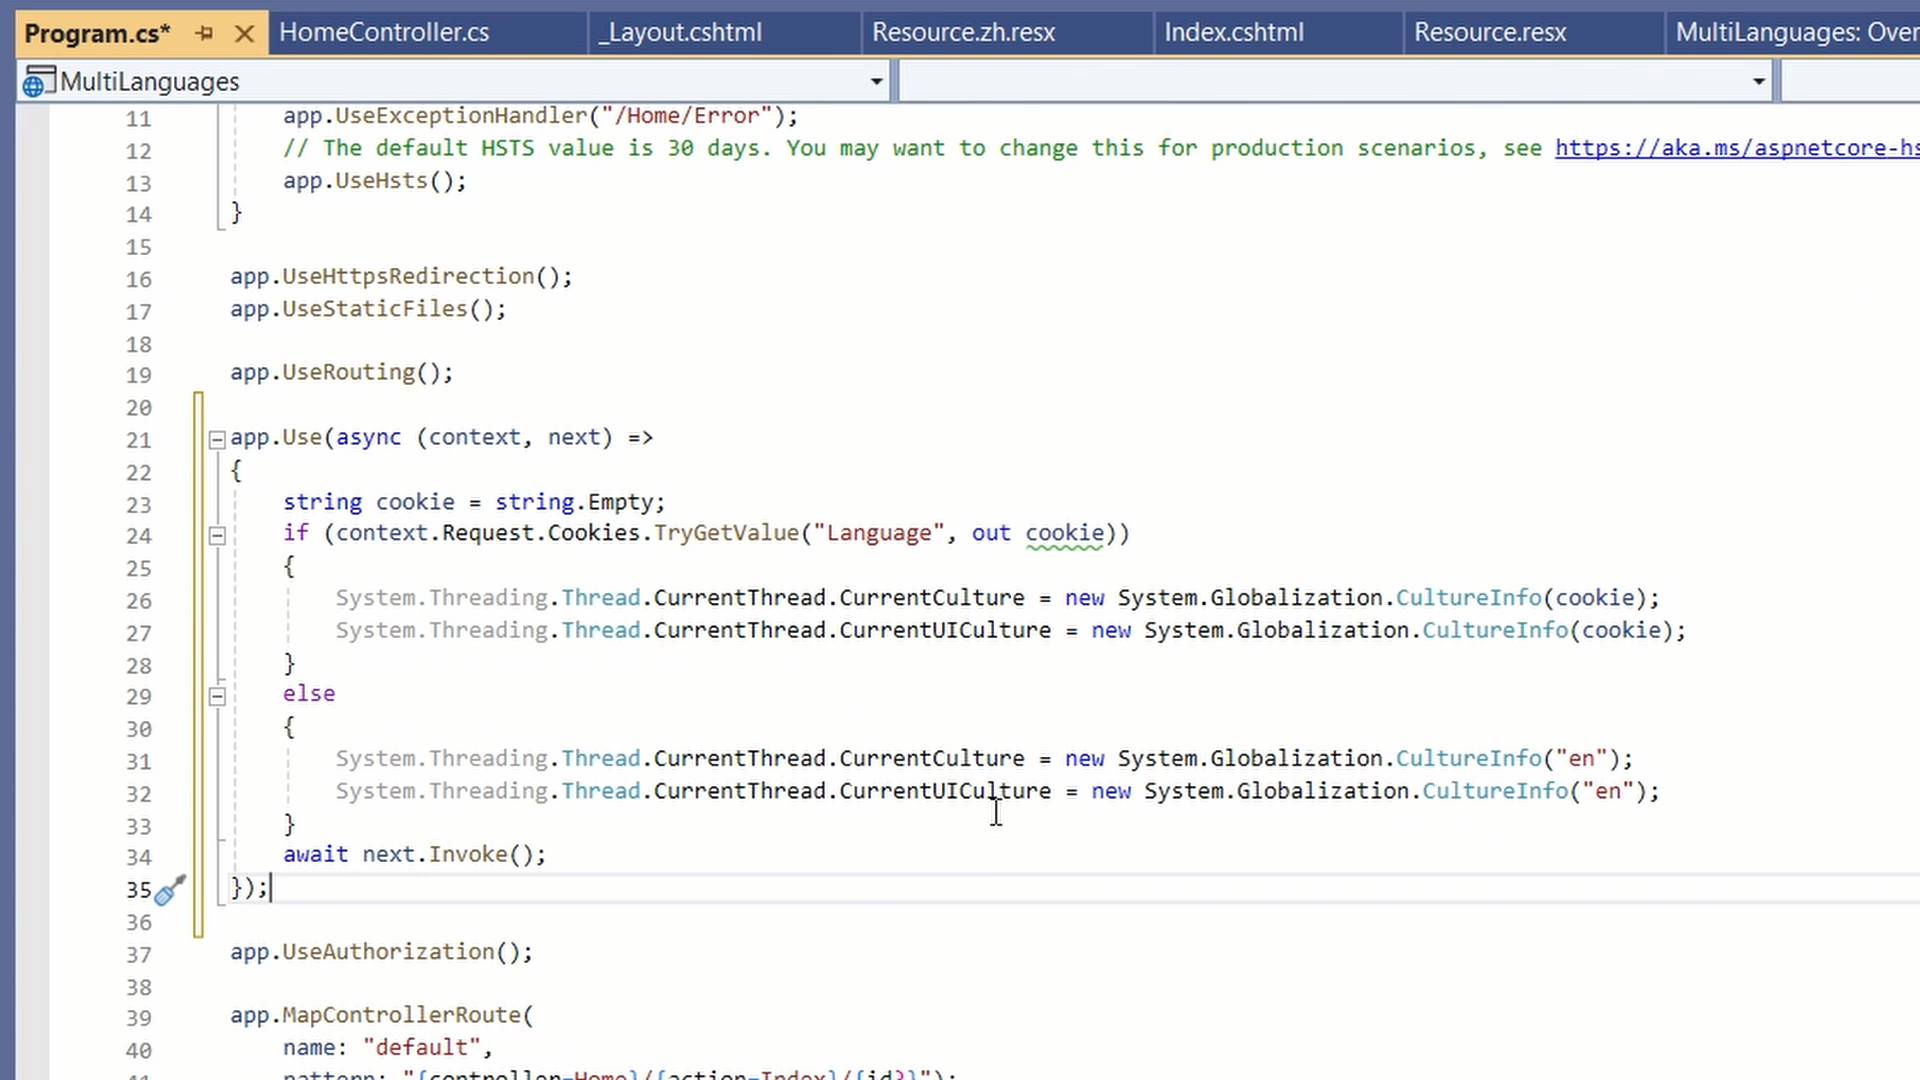 Program.cs* HomeController.cs _Layout.cshtml Resource.zh.resx Index.cshtml Resource.resx MultiLanguages: Over
MultiLanguages
11 app.UseExceptionHandler("/Home/Error");
12 // The default HSTS value is 30 days. You may want to change this for production scenarios, see https://aka.ms/aspnetcore-hs
13 app.UseHsts();
14 }
15
16 app.UseHttpsRedirection();
17 app.UseStaticFiles();
18
19 app.UseRouting();
20
21 app.Use(async (context, next) =>
22 {
23 string cookie = string.Empty;
24 if (context.Request.Cookies.TryGetValue("Language", out cookie))
25 {
26 System.Threading.Thread.CurrentThread.CurrentCulture = new System.Globalization.CultureInfo(cookie);
27 System.Threading.Thread.CurrentThread.CurrentUICulture = new System.Globalization.CultureInfo(cookie);
28 }
29 else
30 {
31 System.Threading.Thread.CurrentThread.CurrentCulture = new System.Globalization.CultureInfo("en");
32 System.Threading.Thread.CurrentThread.CurrentUICulture = new System.Globalization.CultureInfo("en");
33 }
34 await next.Invoke();
35 });
36
37 app.UseAuthorization();
38
39 app.MapControllerRoute(
40 name: "default",
41 pattern: "{controller=Home}/{action=Index}/{id?}");